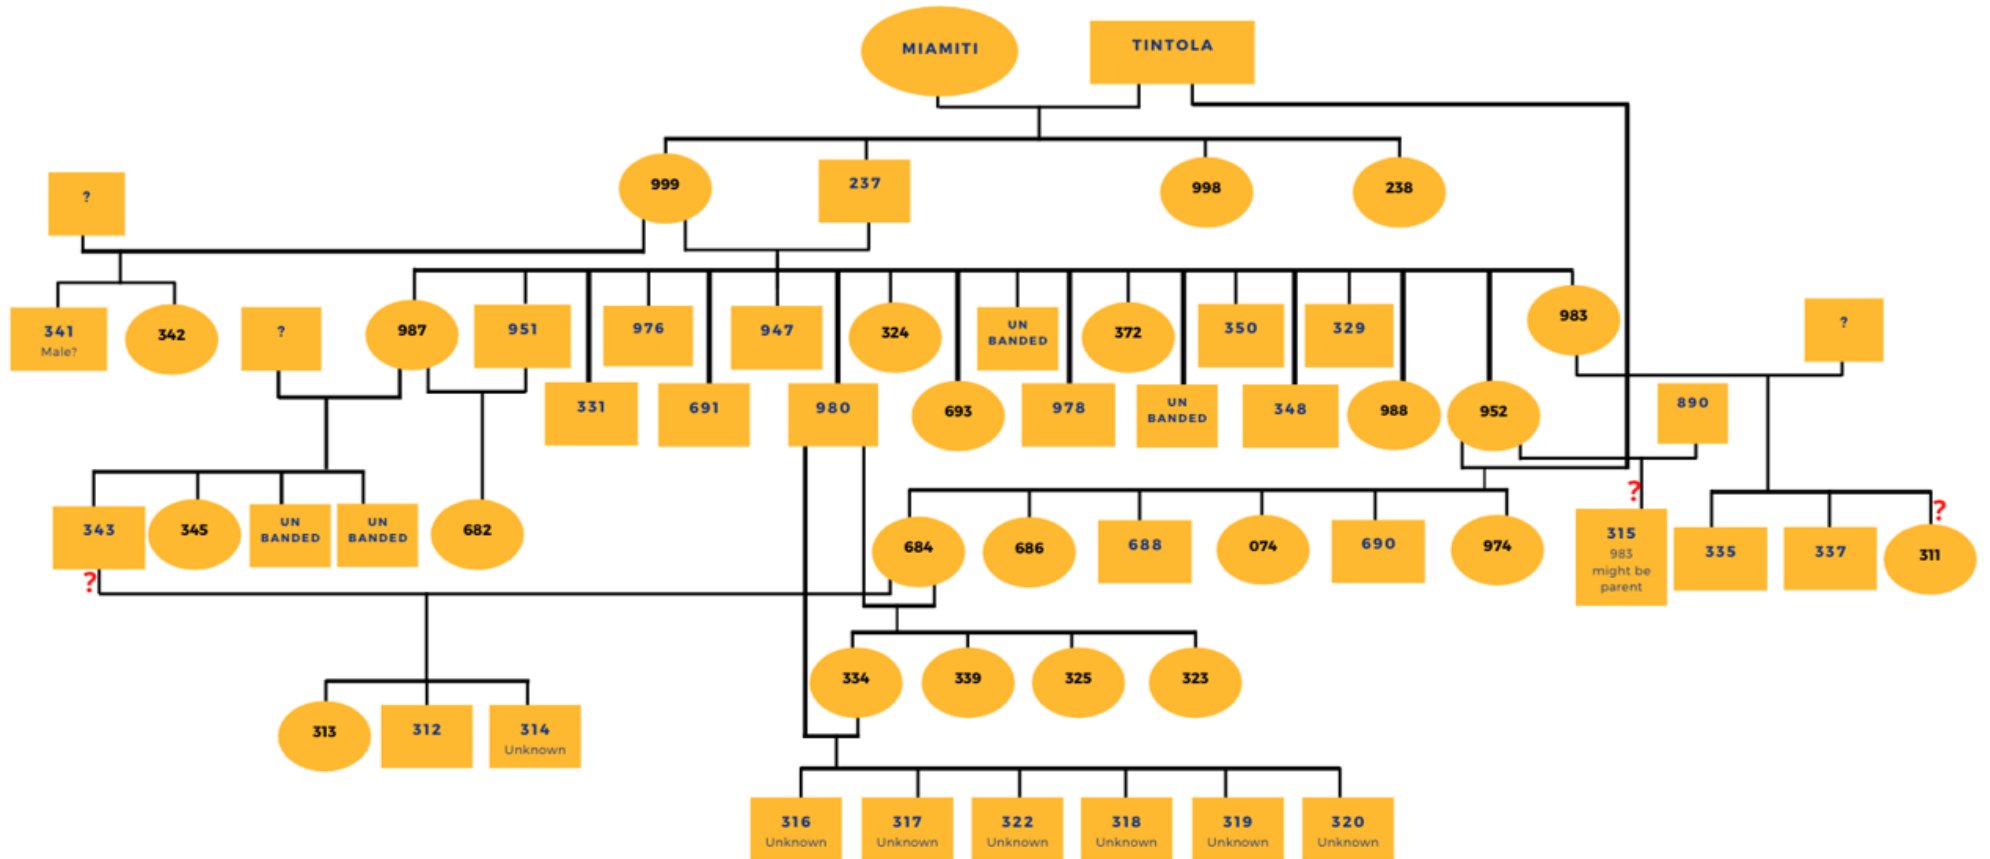 MIAMITI
TINTOLA
999
237
998
238
?
341
Male?
342
?
987
951
976
947
324
UN
BANDED
372
350
329
983
?
331
691
980
693
978
UN
BANDED
348
988
952
890
343
345
UN
BANDED
UN
BANDED
682
684
686
688
074
690
974
?
315
983
might be
parent
335
337
?
311
?
334
339
325
323
313
312
314
Unknown
316
Unknown
317
Unknown
322
Unknown
318
Unknown
319
Unknown
320
Unknown